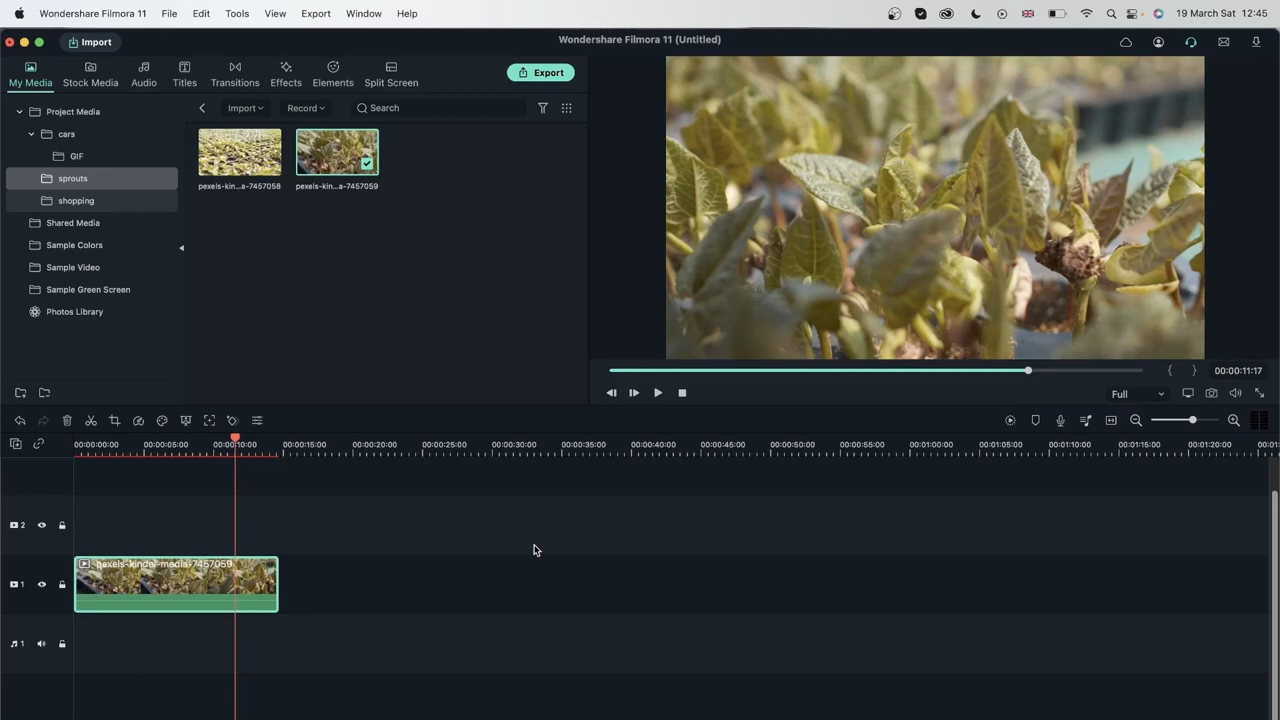 Wondershare Filmora 11 File Edit Tools View Export Window Help 19 March Sat 12:45
Import Wondershare Filmora 11 (Untitled)
My Media Stock Media Audio Titles Transitions Effects Elements Split Screen Export
Project Media
cars
GIF
sprouts
shopping
Shared Media
Sample Colors
Sample Video
Sample Green Screen
Photos Library
Import Record Search
pexels-kin...a-7457058 pexels-kin...a-7457059
{ } 00:00:11:17
Full
00:00:00:00 00:00:05:00 00:00:10:00 00:00:15:00 00:00:20:00 00:00:25:00 00:00:30:00 00:00:35:00 00:00:40:00 00:00:45:00 00:00:50:00 00:00:55:00 00:01:00:00 00:01:05:00 00:01:10:00 00:01:15:00 00:01:20:00
2
pexels-kindel-media-7457059
1
1